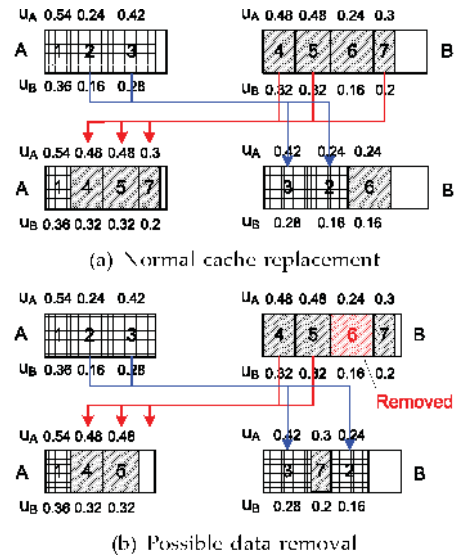 uA 0.54 0.24 0.42 uA 0.48 0.48 0.24 0.3
A 1 2 3 4 5 6 7 B
uB 0.36 0.16 0.28 uB 0.32 0.32 0.16 0.2
uA 0.54 0.48 0.48 0.3 uA 0.42 0.24 0.24
A 1 4 5 7 3 2 6 B
uB 0.36 0.32 0.32 0.2 0.28 0.16 0.16
(a) Normal cache replacement
uA 0.54 0.24 0.42 uA 0.48 0.48 0.24 0.3
A 1 2 3 4 5 6 7 B
uB 0.36 0.16 0.28 uB 0.32 0.32 0.16 0.2
Removed
uA 0.54 0.48 0.48 uA 0.42 0.3 0.24
A 1 4 5 3 7 2 B
uB 0.36 0.32 0.32 uB 0.28 0.2 0.16
(b) Possible data removal